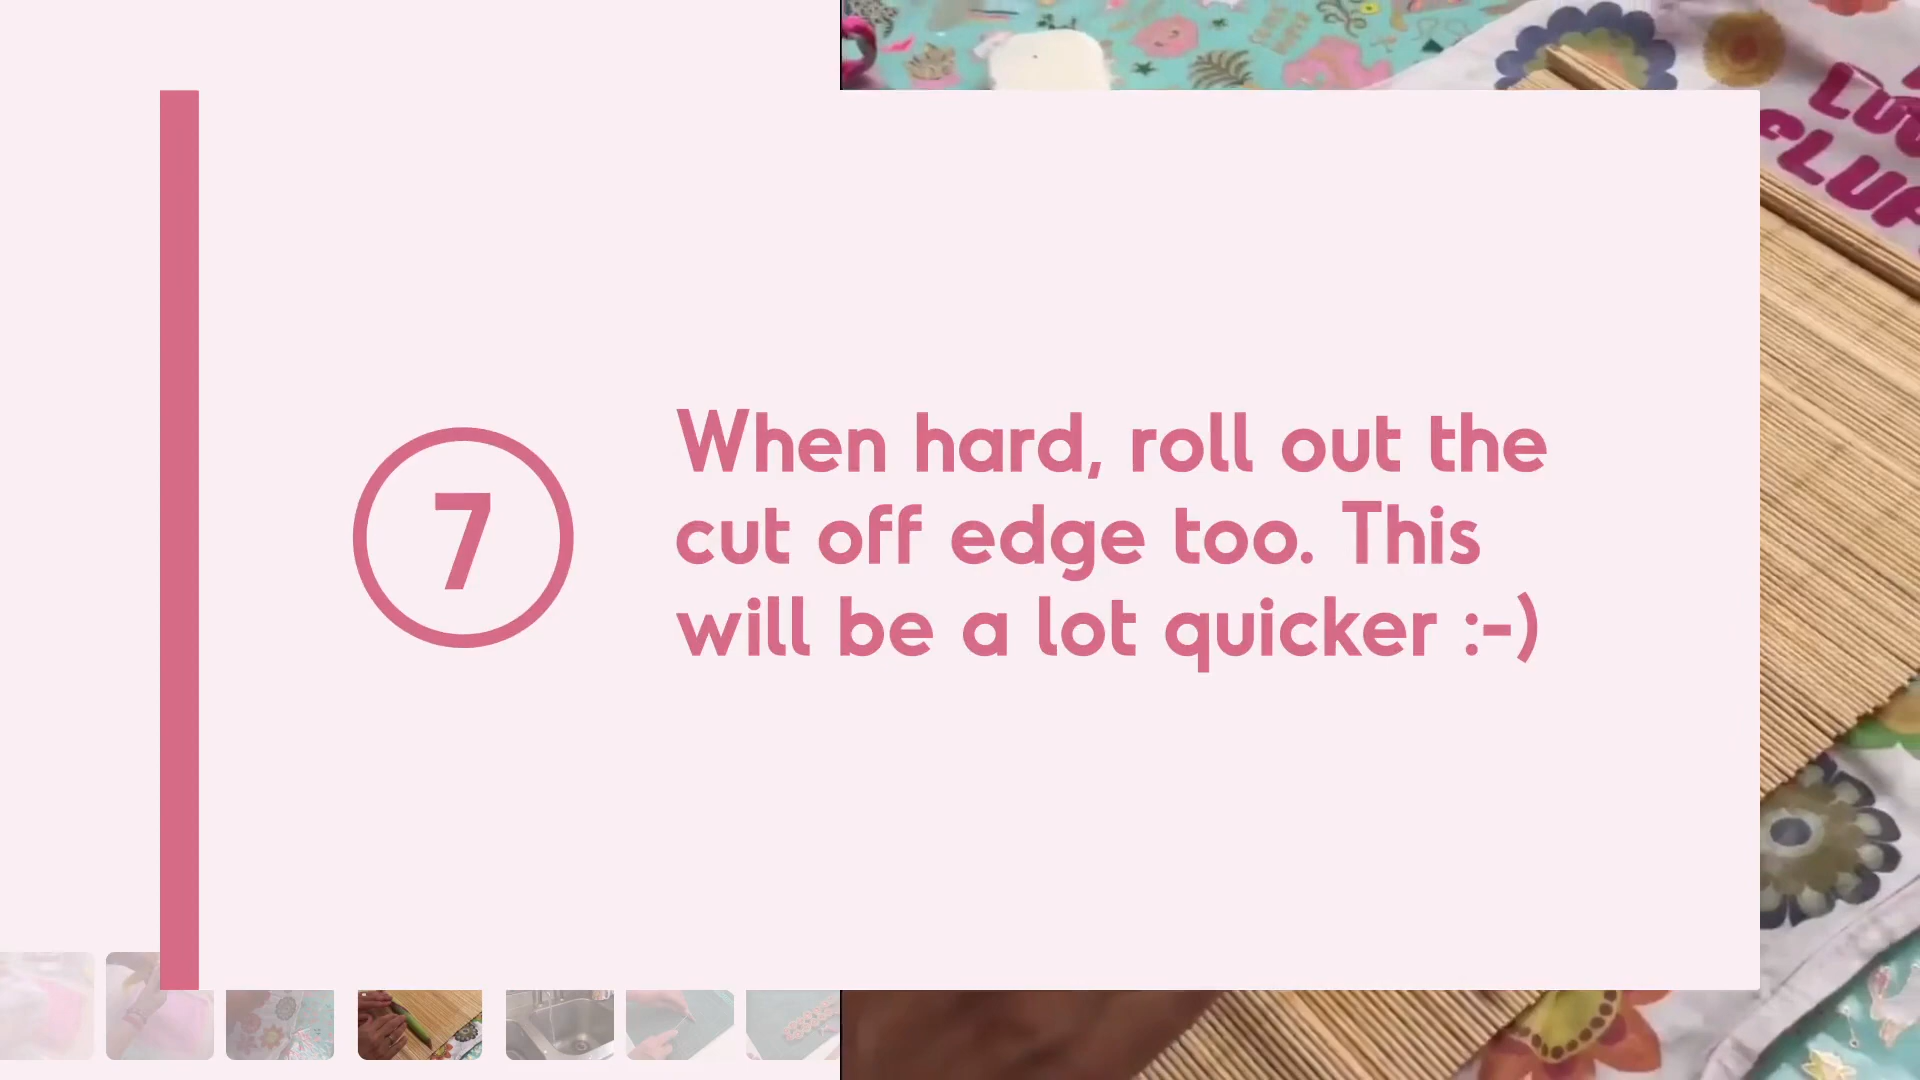 7
When hard, roll out the
cut off edge too. This
will be a lot quicker :-)